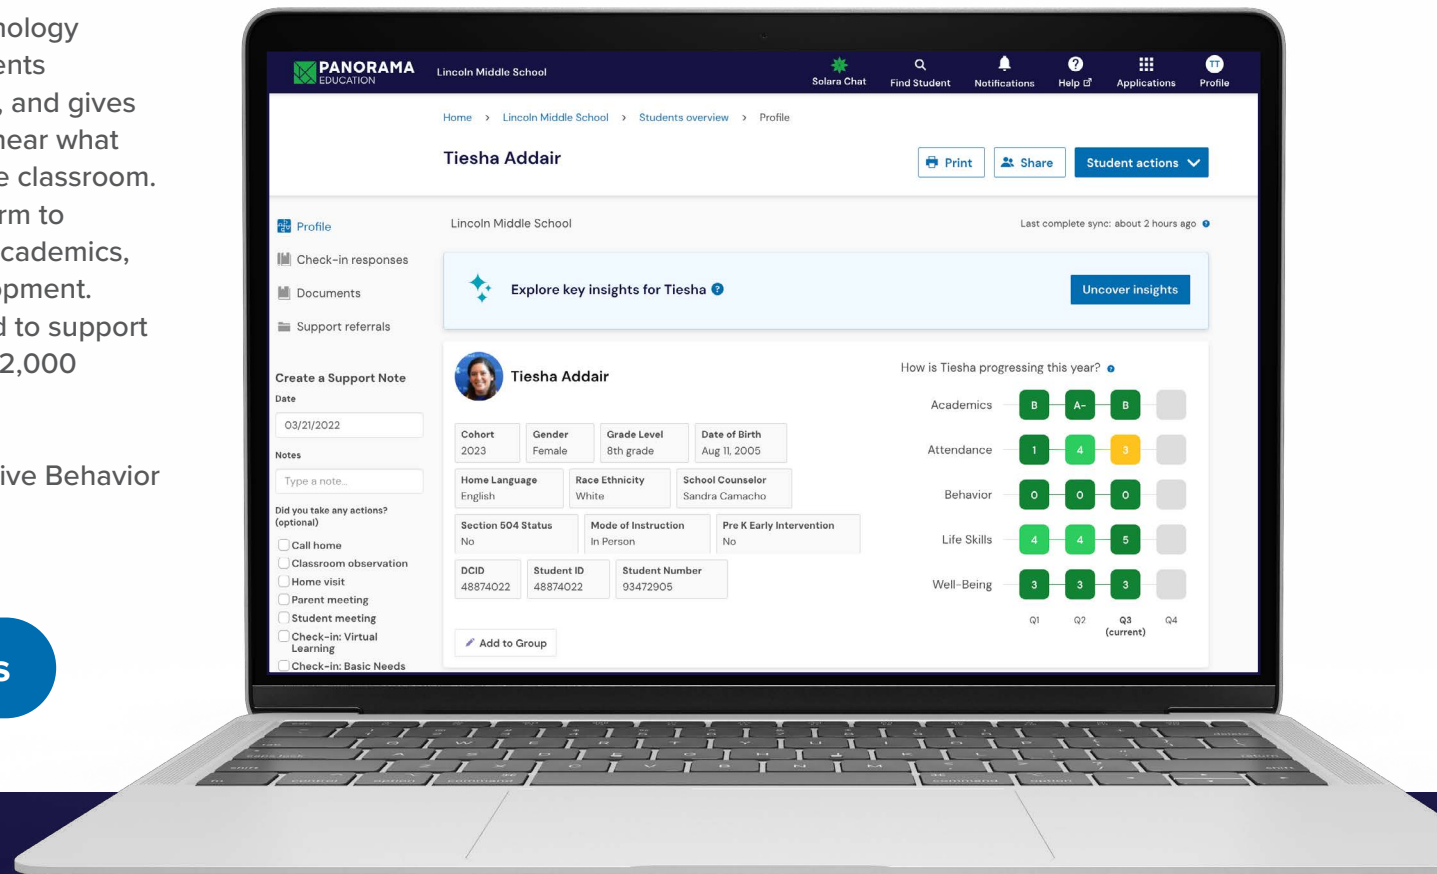 nology
ents
, and gives
hear what
e classroom.
rm to
cademics,
opment.
d to support
2,000
ive Behavior
s
PANORAMA
EDUCATION
Lincoln Middle School
Solara Chat
Find Student
Notifications
Help
Applications
TT
Profile
Home > Lincoln Middle School > Students overview > Profile
Tiesha Addair
Print
Share
Student actions
Profile
Check-in responses
Documents
Support referrals
Create a Support Note
Date
03/21/2022
Notes
Type a note...
Did you take any actions?
(optional)
Call home
Classroom observation
Home visit
Parent meeting
Student meeting
Check-in: Virtual
Learning
Check-in: Basic Needs
Lincoln Middle School
Last complete sync: about 2 hours ago
Explore key insights for Tiesha
Uncover insights
Tiesha Addair
Cohort Gender Grade Level Date of Birth
2023 Female 8th grade Aug 11, 2005
Home Language Race Ethnicity School Counselor
English White Sandra Camacho
Section 504 Status Mode of Instruction Pre K Early Intervention
No In Person No
DCID Student ID Student Number
48874022 48874022 93472905
Add to Group
How is Tiesha progressing this year?
Academics B A- B
Attendance 1 4 3
Behavior 0 0 0
Life Skills 4 4 5
Well-Being 3 3 3
Q1 Q2 Q3 Q4
(current)
command
option